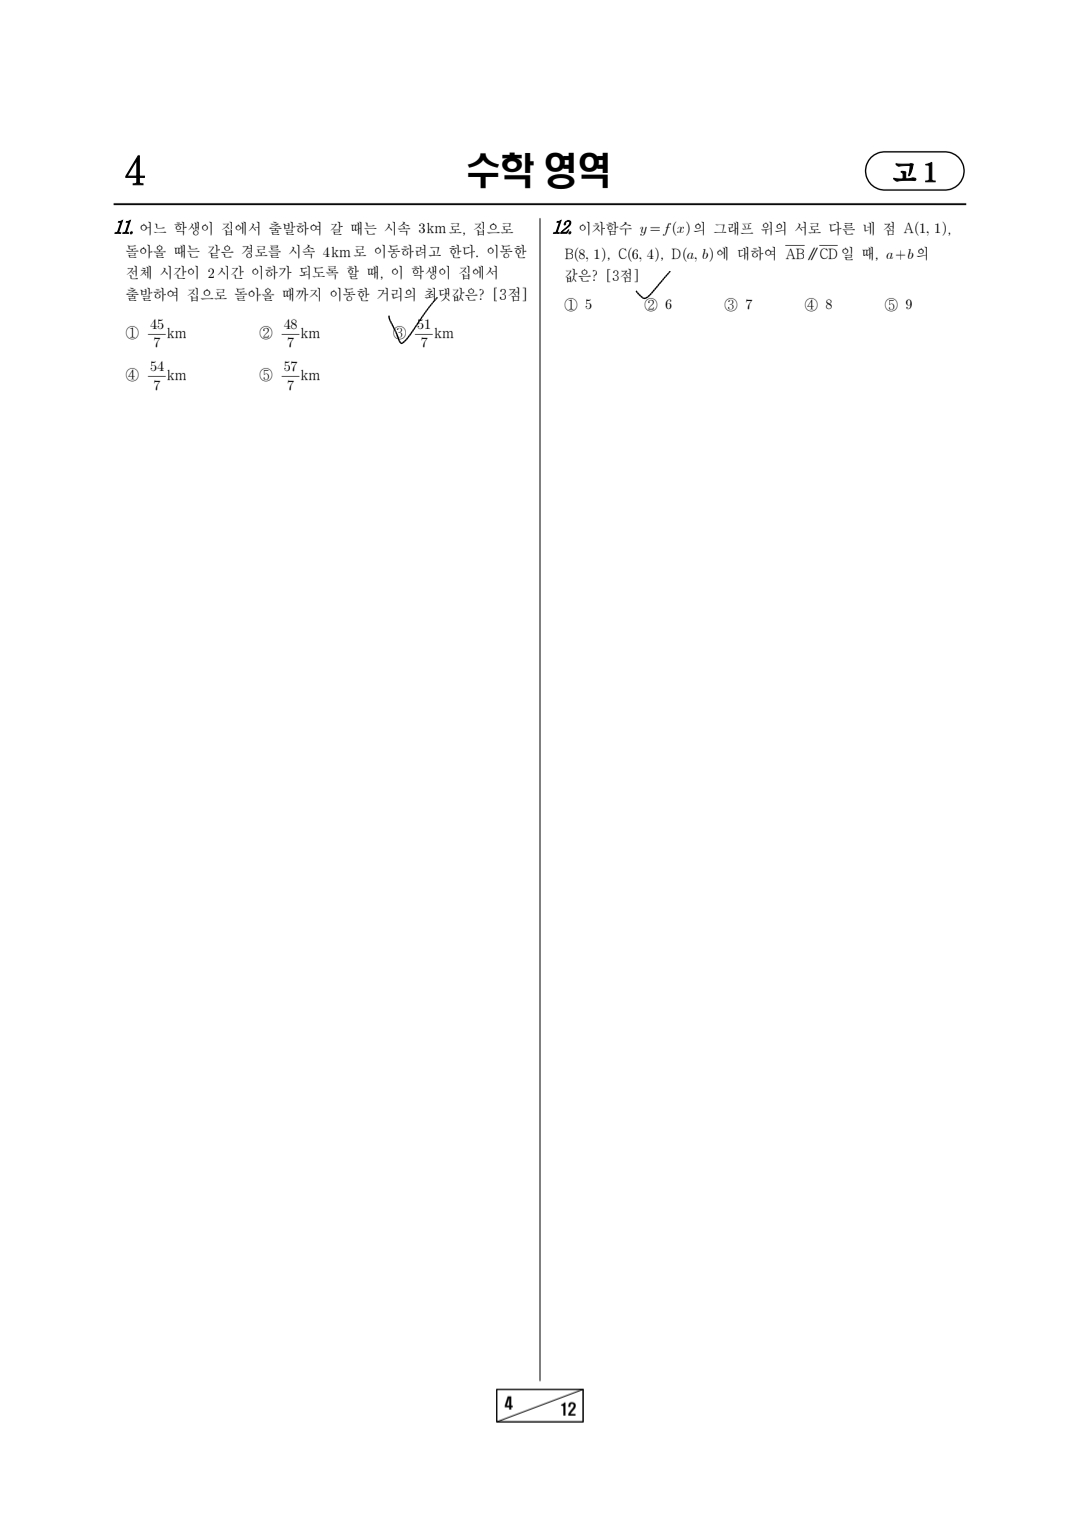 4
수학 영역
고 1
11. 어느 학생이 집에서 출발하여 갈 때는 시속 3km로, 집으로
돌아올 때는 같은 경로를 시속 4km로 이동하려고 한다. 이동한
전체 시간이 2시간 이하가 되도록 할 때, 이 학생이 집에서
출발하여 집으로 돌아올 때까지 이동한 거리의 최댓값은? [3점]
① 45/7 km ② 48/7 km ③ 51/7 km
④ 54/7 km ⑤ 57/7 km
12. 이차함수 y=f(x)의 그래프 위의 서로 다른 네 점 A(1, 1),
B(8, 1), C(6, 4), D(a, b)에 대하여 AB∥CD일 때, a+b의
값은? [3점]
① 5 ② 6 ③ 7 ④ 8 ⑤ 9
4
12